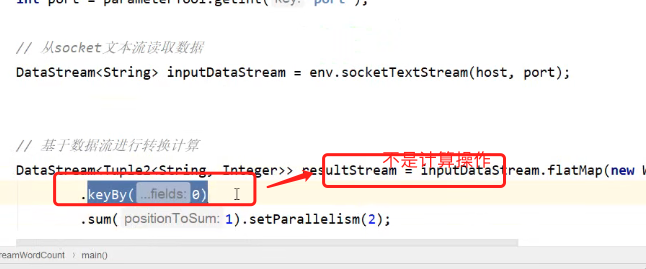 int port = parameterTool.getInt( key: "port");
// 从socket文本流读取数据
DataStream<String> inputDataStream = env.socketTextStream(host, port);
// 基于数据流进行转换计算
不是计算操作
DataStream<Tuple2<String, Integer>> resultStream = inputDataStream.flatMap(new W
.keyBy( ...fields: 0)
.sum( positionToSum: 1).setParallelism(2);
reamWordCount › main()